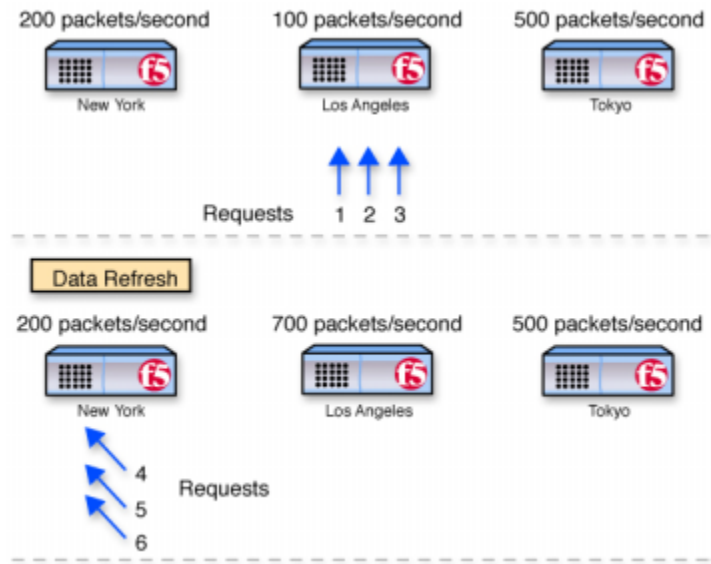 200 packets/second 100 packets/second 500 packets/second
f5 f5 f5
New York Los Angeles Tokyo
Requests 1 2 3
Data Refresh
200 packets/second 700 packets/second 500 packets/second
f5 f5 f5
New York Los Angeles Tokyo
4
Requests
5
6